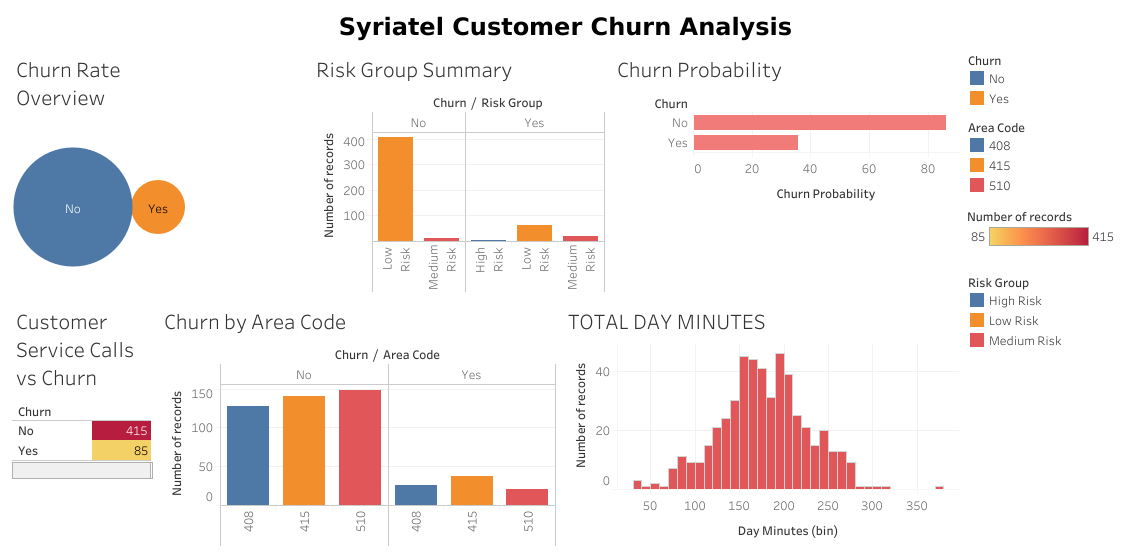 Syriatel Customer Churn Analysis
Churn Rate
Overview
No
Yes
Risk Group Summary
Churn / Risk Group
No
Yes
Number of records
400
300
200
100
Low
Risk
Medium
Risk
High
Risk
Low
Risk
Medium
Risk
Churn Probability
Churn
No
Yes
0
20
40
60
80
Churn Probability
Churn
No
Yes
Area Code
408
415
510
Number of records
85
415
Risk Group
High Risk
Low Risk
Medium Risk
Customer
Service Calls
vs Churn
Churn
No 415
Yes 85
Churn by Area Code
Churn / Area Code
No
Yes
Number of records
150
100
50
0
408
415
510
408
415
510
TOTAL DAY MINUTES
Number of records
40
20
0
50
100
150
200
250
300
350
Day Minutes (bin)